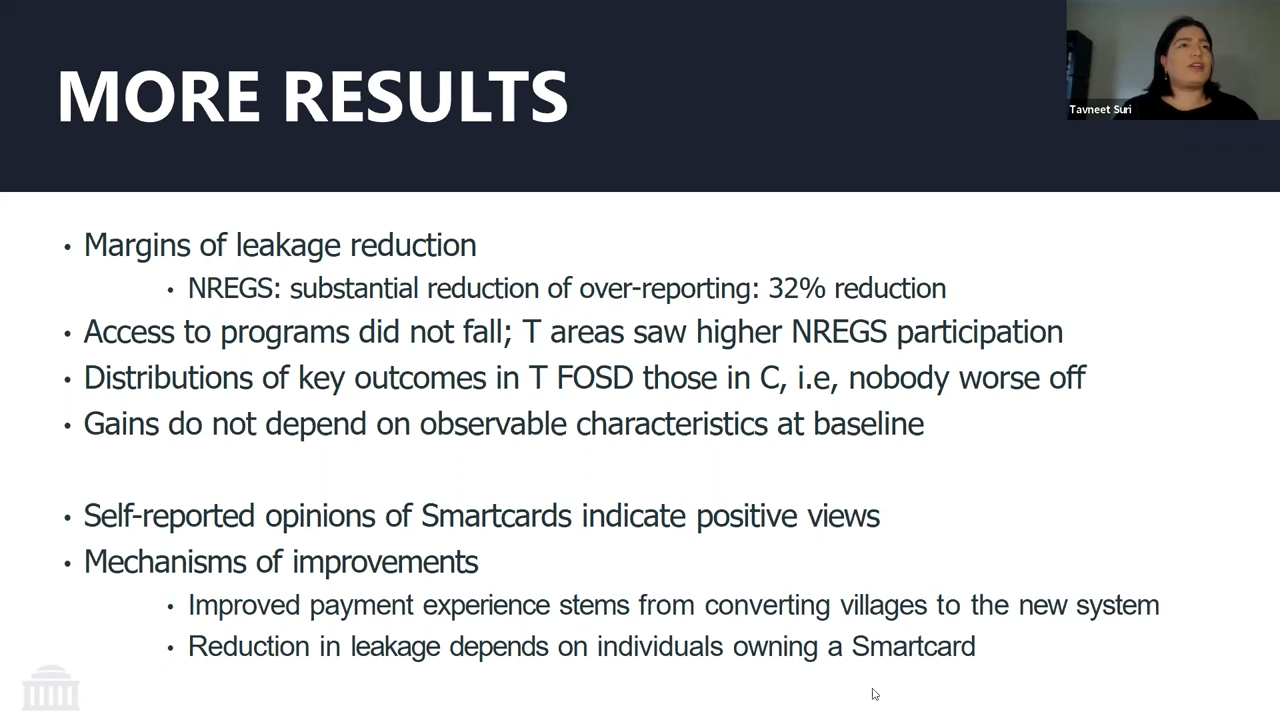 MORE RESULTS
Tavneet Suri
• Margins of leakage reduction
• NREGS: substantial reduction of over-reporting: 32% reduction
• Access to programs did not fall; T areas saw higher NREGS participation
• Distributions of key outcomes in T FOSD those in C, i.e, nobody worse off
• Gains do not depend on observable characteristics at baseline
• Self-reported opinions of Smartcards indicate positive views
• Mechanisms of improvements
• Improved payment experience stems from converting villages to the new system
• Reduction in leakage depends on individuals owning a Smartcard